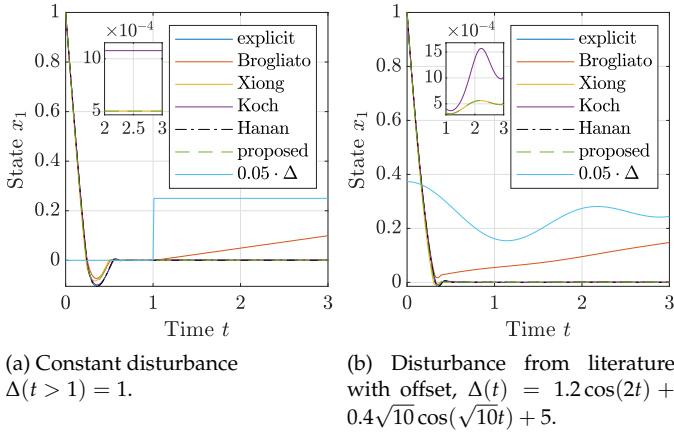 ×10⁻⁴
10
5
2
2.5
3
explicit
Brogliato
Xiong
Koch
Hanan
proposed
0.05 · Δ
1
0.8
0.6
0.4
0.2
0
State x₁
0
1
2
3
Time t
×10⁻⁴
15
10
5
1
2
3
explicit
Brogliato
Xiong
Koch
Hanan
proposed
0.05 · Δ
1
0.8
0.6
0.4
0.2
0
State x₁
0
1
2
3
Time t
(a) Constant disturbance
Δ(t > 1) = 1.
(b) Disturbance from literature
with offset, Δ(t) = 1.2 cos(2t) +
0.4√10 cos(√10t) + 5.